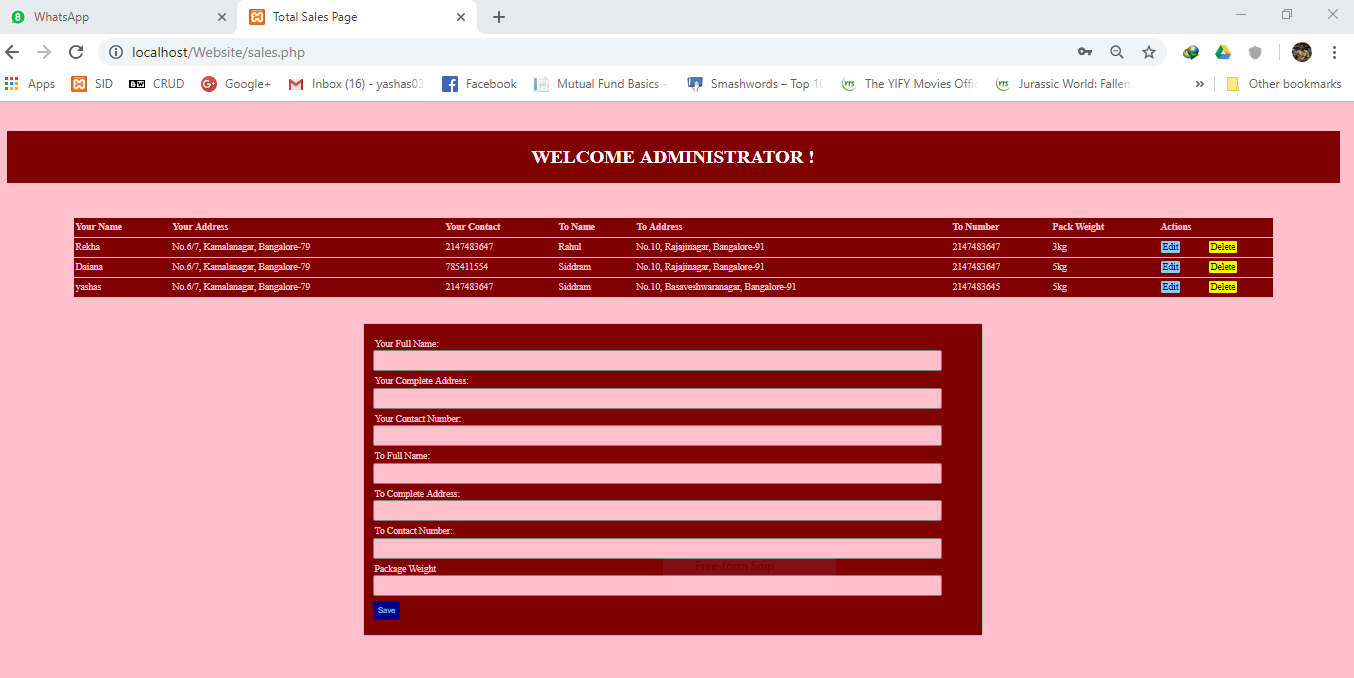 WhatsApp
Total Sales Page
localhost/Website/sales.php
Apps SID BW CRUD G+ Google+ Inbox (16) - yashas03 Facebook Mutual Fund Basics - Smashwords – Top 10 The YIFY Movies Offic Jurassic World: Fallen » Other bookmarks
WELCOME ADMINISTRATOR !
Your Name Your Address Your Contact To Name To Address To Number Pack Weight Actions
Rekha No.6/7, Kamalanagar, Bangalore-79 2147483647 Rahul No.10, Rajajinagar, Bangalore-91 2147483647 3kg Edit Delete
Daiana No.6/7, Kamalanagar, Bangalore-79 785411554 Siddram No.10, Rajajinagar, Bangalore-91 2147483647 5kg Edit Delete
yashas No.6/7, Kamalanagar, Bangalore-79 2147483647 Siddram No.10, Basaveshwaranagar, Bangalore-91 2147483645 5kg Edit Delete
Your Full Name:
Your Complete Address:
Your Contact Number:
To Full Name:
To Complete Address:
To Contact Number:
Free-form Snip
Package Weight
Save